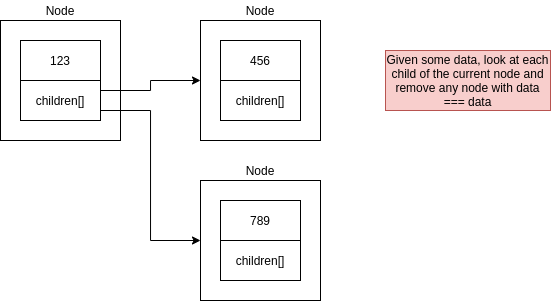 Node
123
children[]
Node
456
children[]
Given some data, look at each
child of the current node and
remove any node with data
=== data
Node
789
children[]